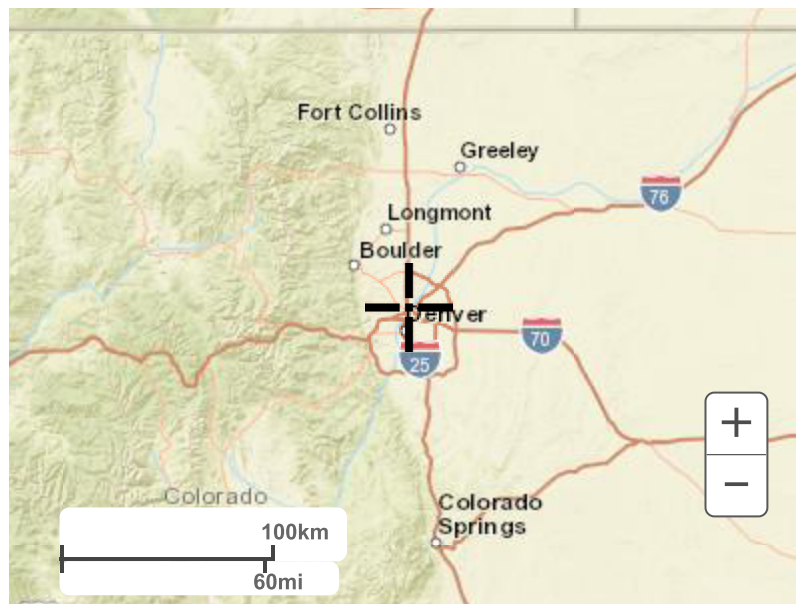 Fort Collins
Greeley
76
Longmont
Boulder
Denver
70
25
+
−
Colorado
Colorado
Springs
100km
60mi